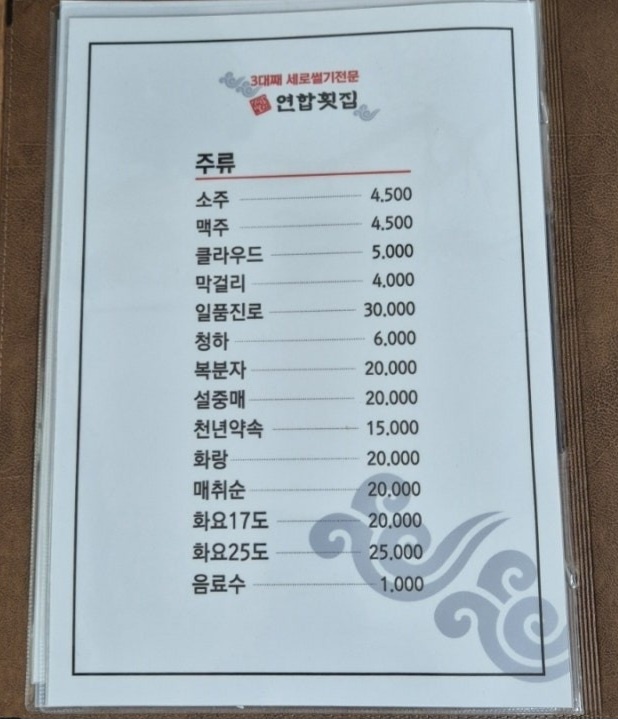 3대째 세로썰기전문
연합횟집
주류
소주 4.500
맥주 4.500
클라우드 5.000
막걸리 4.000
일품진로 30.000
청하 6.000
복분자 20.000
설중매 20.000
천년약속 15.000
화랑 20.000
매취순 20.000
화요17도 20.000
화요25도 25.000
음료수 1.000